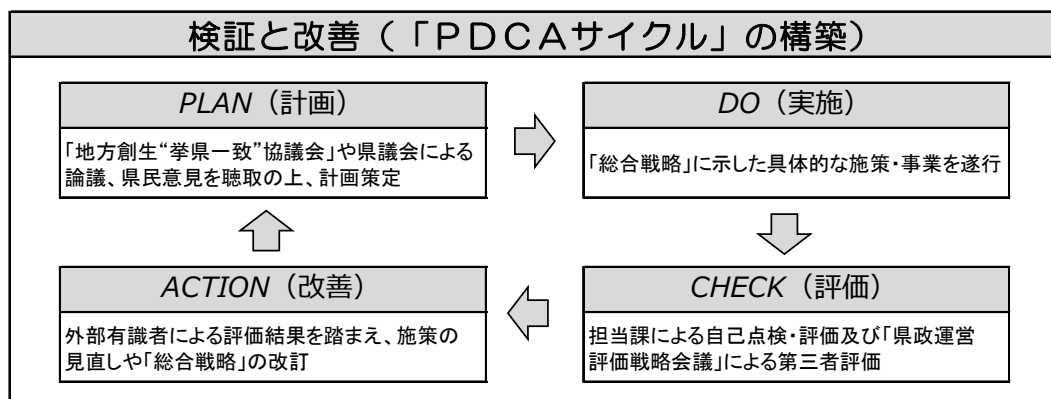 検証と改善（「ＰＤＣＡサイクル」の構築）
PLAN（計画）
「地方創生“挙県一致”協議会」や県議会による
論議、県民意見を聴取の上、計画策定
DO（実施）
「総合戦略」に示した具体的な施策・事業を遂行
ACTION（改善）
外部有識者による評価結果を踏まえ、施策の
見直しや「総合戦略」の改訂
CHECK（評価）
担当課による自己点検・評価及び「県政運営
評価戦略会議」による第三者評価